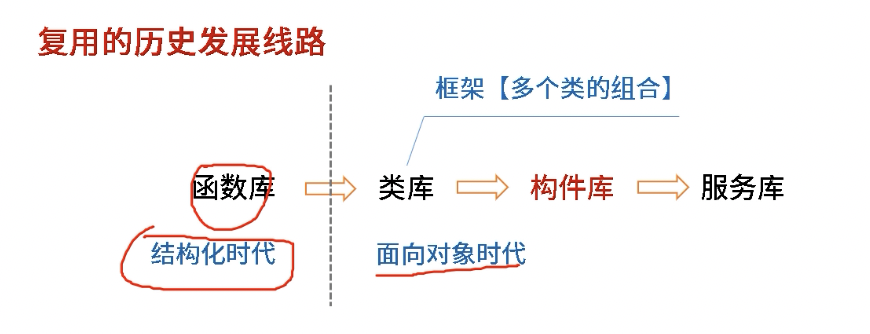 复用的历史发展线路
框架【多个类的组合】
函数库 类库 构件库 服务库
结构化时代 面向对象时代